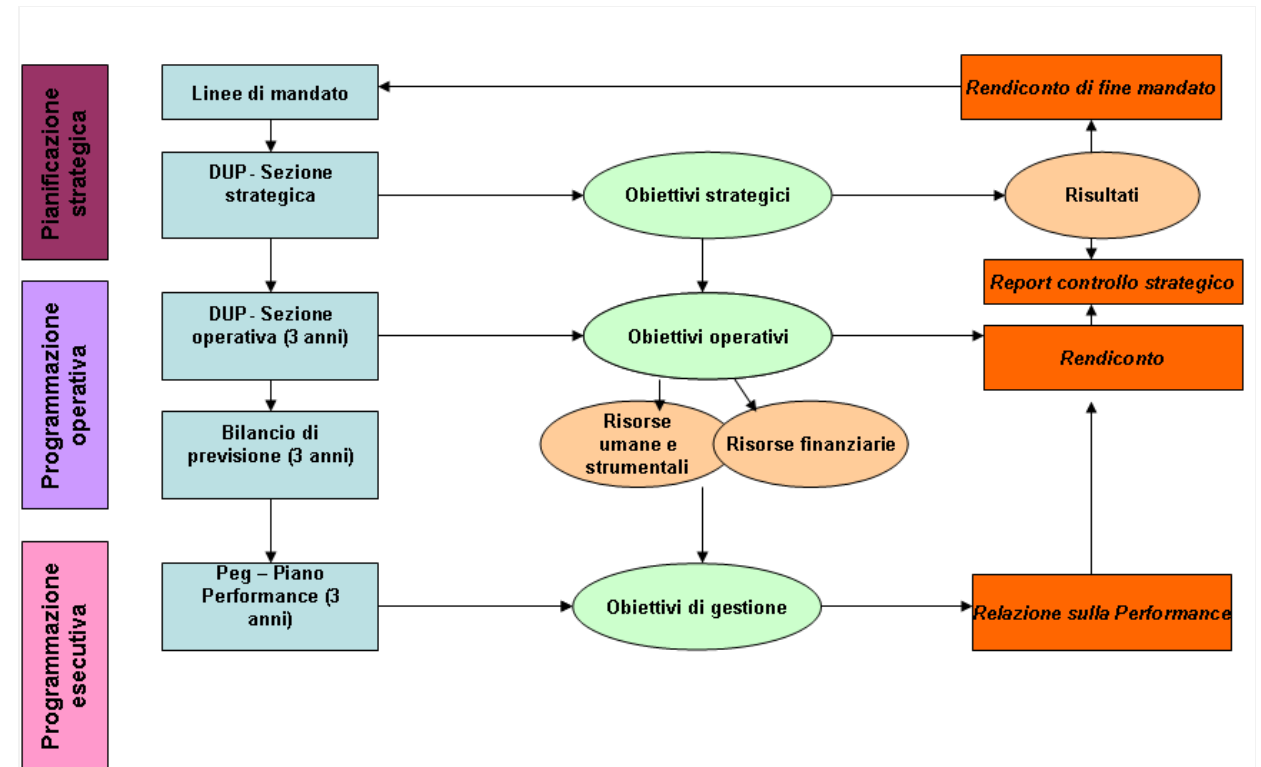 Pianificazione
strategica
Linee di mandato
Rendiconto di fine mandato
DUP- Sezione
strategica
Obiettivi strategici
Risultati
Report controllo strategico
Programmazione
operativa
DUP- Sezione
operativa (3 anni)
Obiettivi operativi
Rendiconto
Bilancio di
previsione (3 anni)
Risorse
umane e
strumentali
Risorse finanziarie
Programmazione
esecutiva
Peg – Piano
Performance (3
anni)
Obiettivi di gestione
Relazione sulla Performance